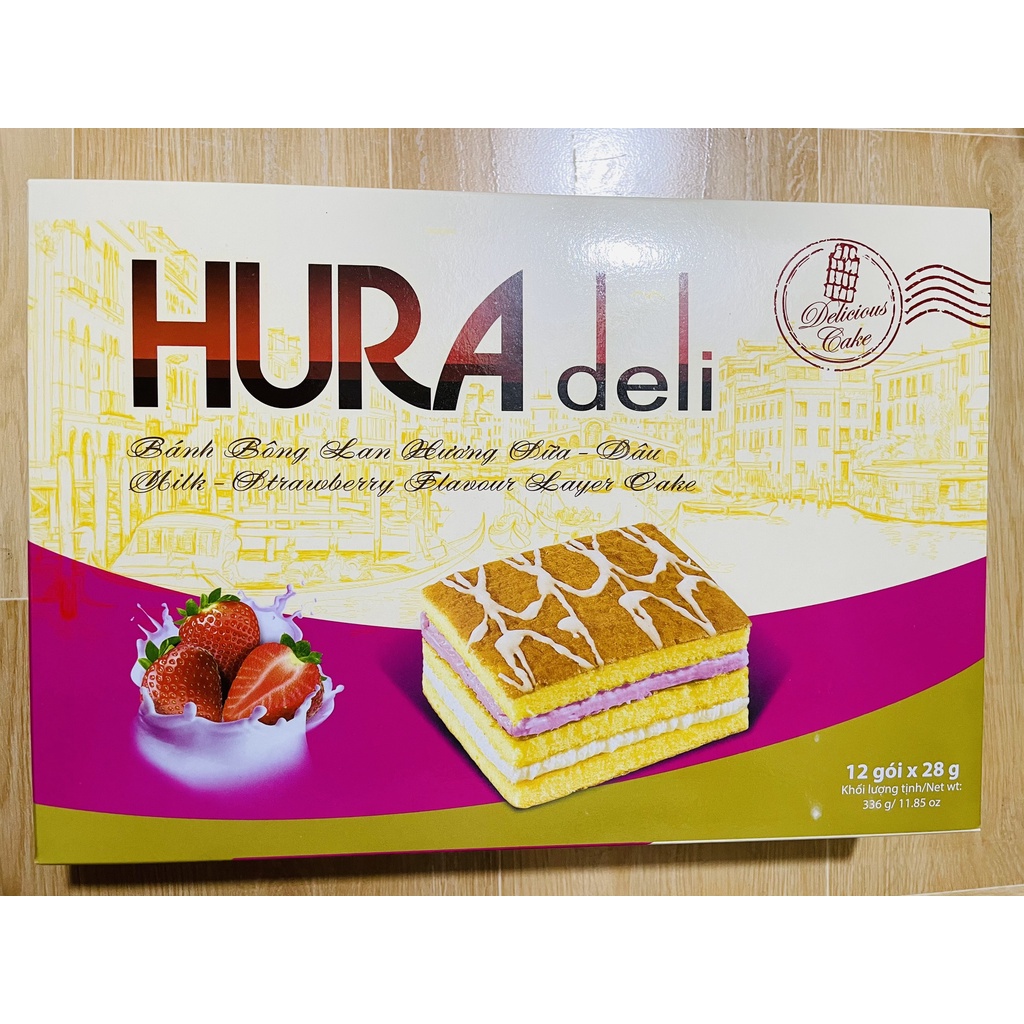 HURA deli
Delicious
Cake
Bánh Bông Lan Hương Sữa - Dâu
Milk - Strawberry Flavour Layer Cake
12 gói x 28 g
Khối lượng tịnh/Net wt:
336 g/ 11.85 oz